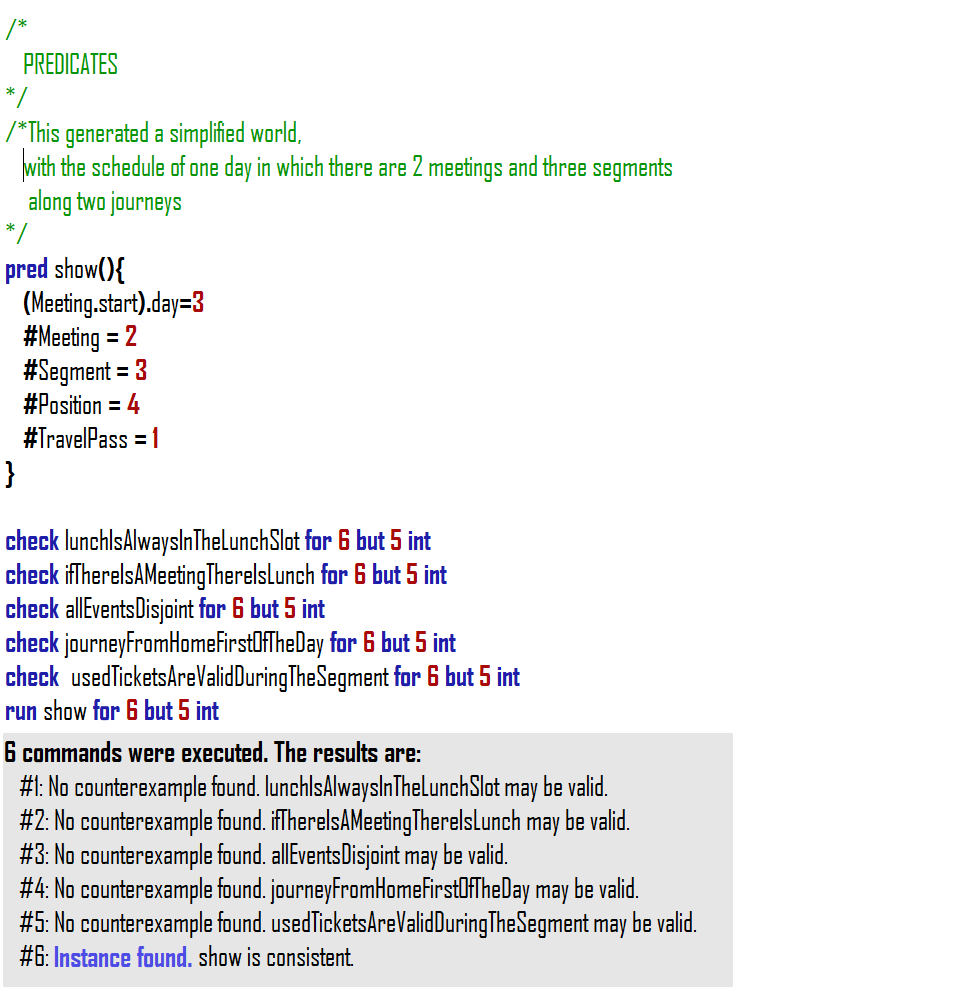 /*
PREDICATES
*/
/*This generated a simplified world,
with the schedule of one day in which there are 2 meetings and three segments
along two journeys
*/
pred show(){
(Meeting.start).day=3
#Meeting = 2
#Segment = 3
#Position = 4
#TravelPass = 1
}
check lunchIsAlwaysInTheLunchSlot for 6 but 5 int
check ifThereIsAMeetingThereIsLunch for 6 but 5 int
check allEventsDisjoint for 6 but 5 int
check journeyFromHomeFirstOfTheDay for 6 but 5 int
check usedTicketsAreValidDuringTheSegment for 6 but 5 int
run show for 6 but 5 int
6 commands were executed. The results are:
#1: No counterexample found. lunchIsAlwaysInTheLunchSlot may be valid.
#2: No counterexample found. ifThereIsAMeetingThereIsLunch may be valid.
#3: No counterexample found. allEventsDisjoint may be valid.
#4: No counterexample found. journeyFromHomeFirstOfTheDay may be valid.
#5: No counterexample found. usedTicketsAreValidDuringTheSegment may be valid.
#6: Instance found. show is consistent.